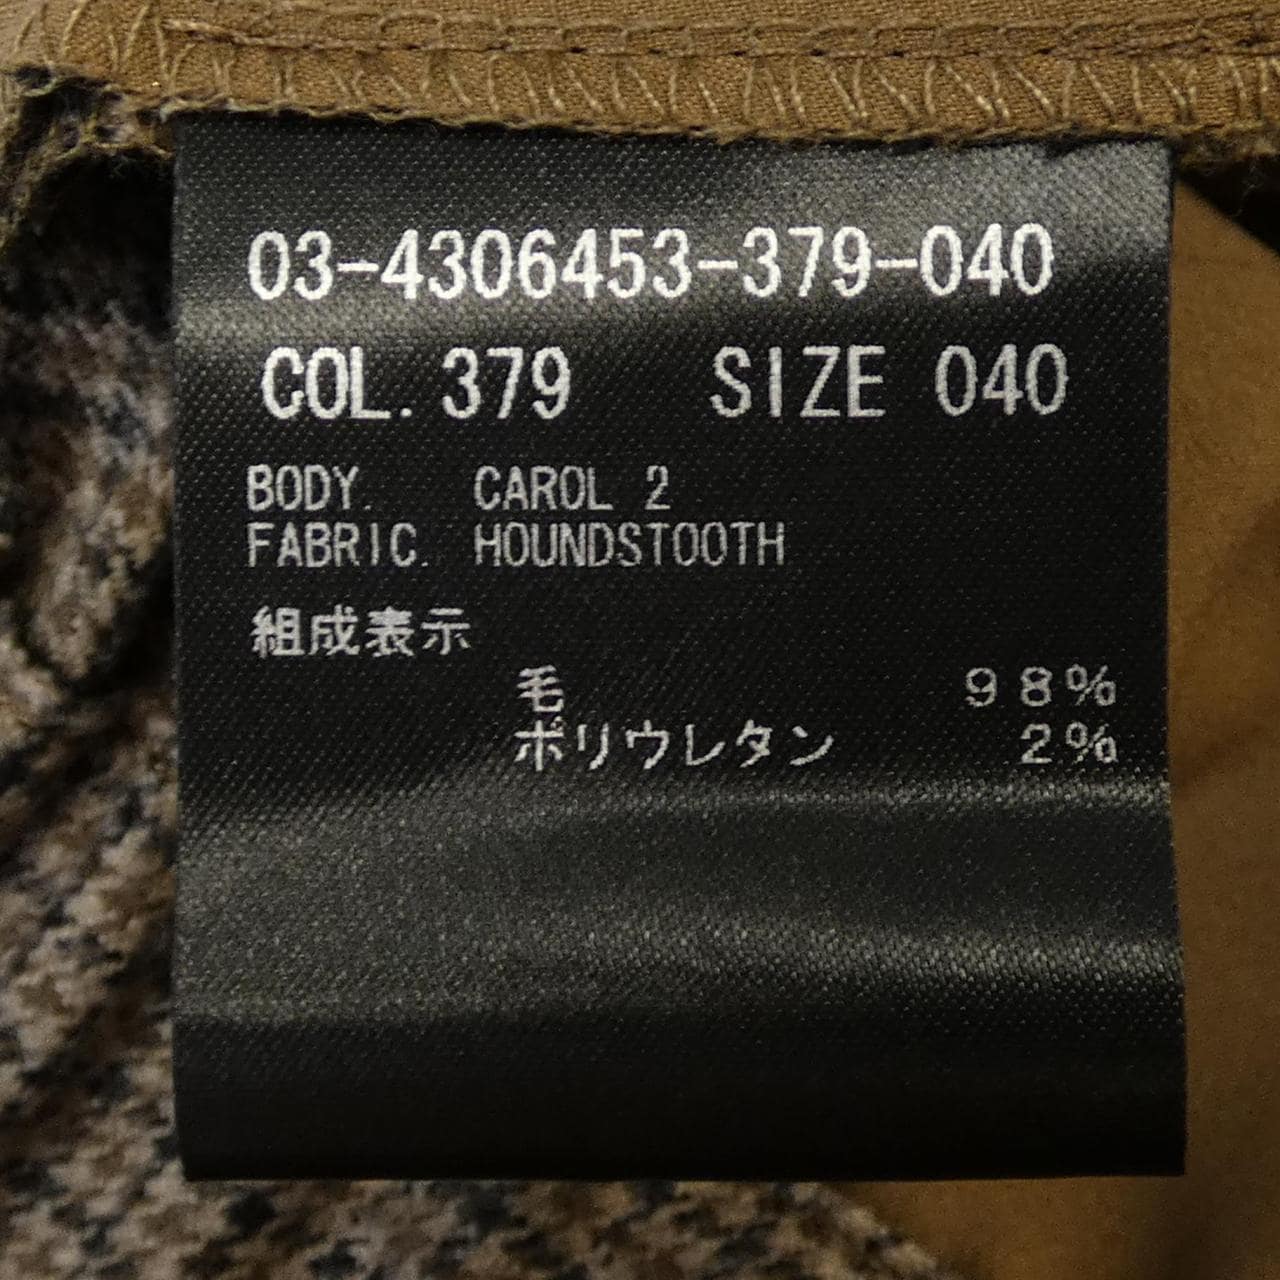 03-4306453-379-040
COL. 379 SIZE 040
BODY. CAROL 2
FABRIC. HOUNDSTOOTH
組成表示
毛 98%
ポリウレタン 2%